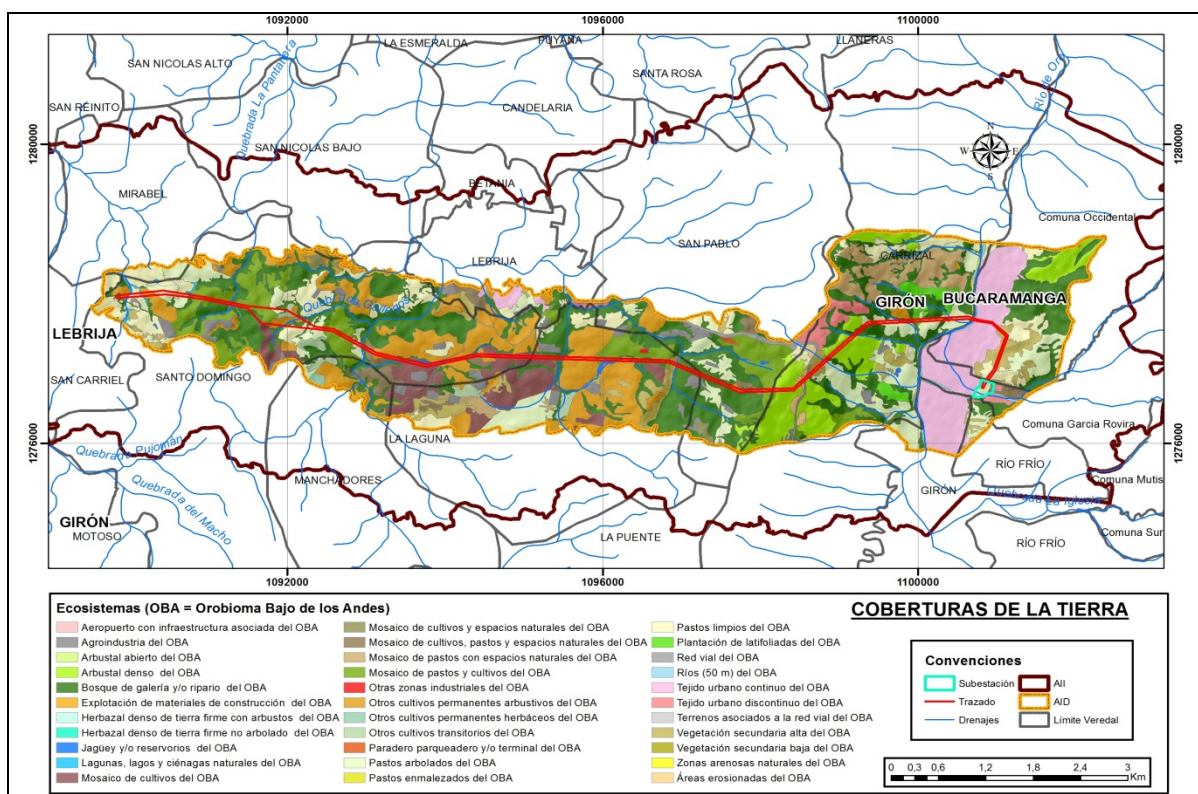 1092000
1096000
1100000
LA ESMERALDA
PUYANA
LLANERAS
SAN NICOLAS ALTO
Quebrada La Pantanera
SANTA ROSA
Río de Oro
SAN REINITO
CANDELARIA
1280000
1280000
N
W
E
S
SAN NICOLAS BAJO
MIRABEL
BETANIA
Comuna Occidental
SAN PABLO
LEBRIJA
CARRIZAL
GIRÓN
BUCARAMANGA
LEBRIJA
SAN CARRIEL
SANTO DOMINGO
1276000
1276000
Comuna Garcia Rovira
LA LAGUNA
Quebrada Pujamán
RÍO FRÍO
Comuna Mutis
MANCHADORES
GIRÓN
Quebrada La Iglesia
Quebrada del Macho
GIRÓN
MOTOSO
LA PUENTE
RÍO FRÍO
Comuna Sur
1092000
1096000
1100000
Ecosistemas (OBA = Orobioma Bajo de los Andes)
Aeropuerto con infraestructura asociada del OBA
Agroindustria del OBA
Arbustal abierto del OBA
Arbustal denso del OBA
Bosque de galería y/o ripario del OBA
Explotación de materiales de construcción del OBA
Herbazal denso de tierra firme con arbustos del OBA
Herbazal denso de tierra firme no arbolado del OBA
Jagüey y/o reservorios del OBA
Lagunas, lagos y ciénagas naturales del OBA
Mosaico de cultivos del OBA
Mosaico de cultivos y espacios naturales del OBA
Mosaico de cultivos, pastos y espacios naturales del OBA
Mosaico de pastos con espacios naturales del OBA
Mosaico de pastos y cultivos del OBA
Otras zonas industriales del OBA
Otros cultivos permanentes arbustivos del OBA
Otros cultivos permanentes herbáceos del OBA
Otros cultivos transitorios del OBA
Paradero parqueadero y/o terminal del OBA
Pastos arbolados del OBA
Pastos enmalezados del OBA
Pastos limpios del OBA
Plantación de latifoliadas del OBA
Red vial del OBA
Ríos (50 m) del OBA
Tejido urbano continuo del OBA
Tejido urbano discontinuo del OBA
Terrenos asociados a la red vial del OBA
Vegetación secundaria alta del OBA
Vegetación secundaria baja del OBA
Zonas arenosas naturales del OBA
Áreas erosionadas del OBA
COBERTURAS DE LA TIERRA
Convenciones
Subestación
Trazado
Drenajes
AII
AID
Límite Veredal
0 0,3 0,6 1,2 1,8 2,4 3
Km